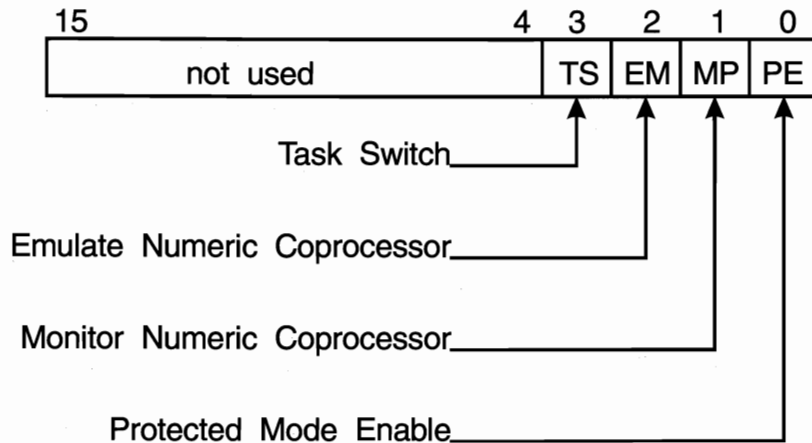 15 4 3 2 1 0
not used TS EM MP PE
Task Switch
Emulate Numeric Coprocessor
Monitor Numeric Coprocessor
Protected Mode Enable